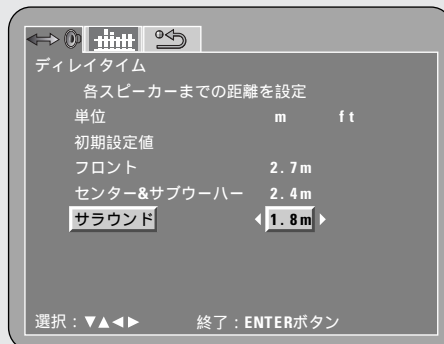 ディレイタイム
各スピーカーまでの距離を設定
単位 m ft
初期設定値
フロント 2.7m
センター&サブウーハー 2.4m
サラウンド 1.8m
選択:▼▲◀▶ 終了:ENTERボタン